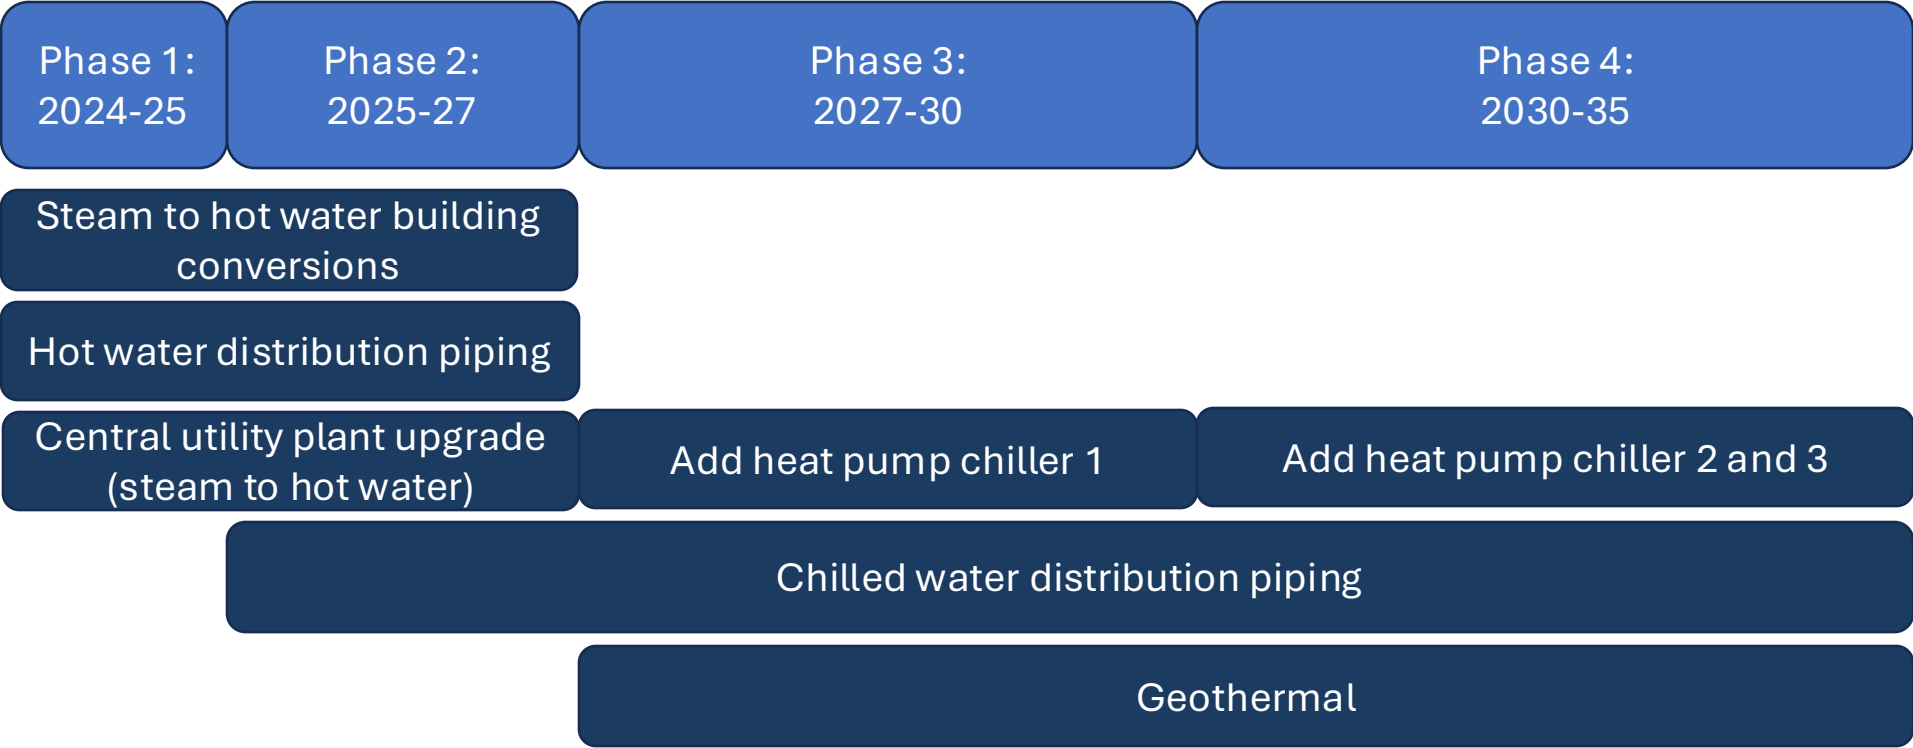 Phase 1:
2024-25
Phase 2:
2025-27
Phase 3:
2027-30
Phase 4:
2030-35
Steam to hot water building
conversions
Hot water distribution piping
Central utility plant upgrade
(steam to hot water)
Add heat pump chiller 1
Add heat pump chiller 2 and 3
Chilled water distribution piping
Geothermal